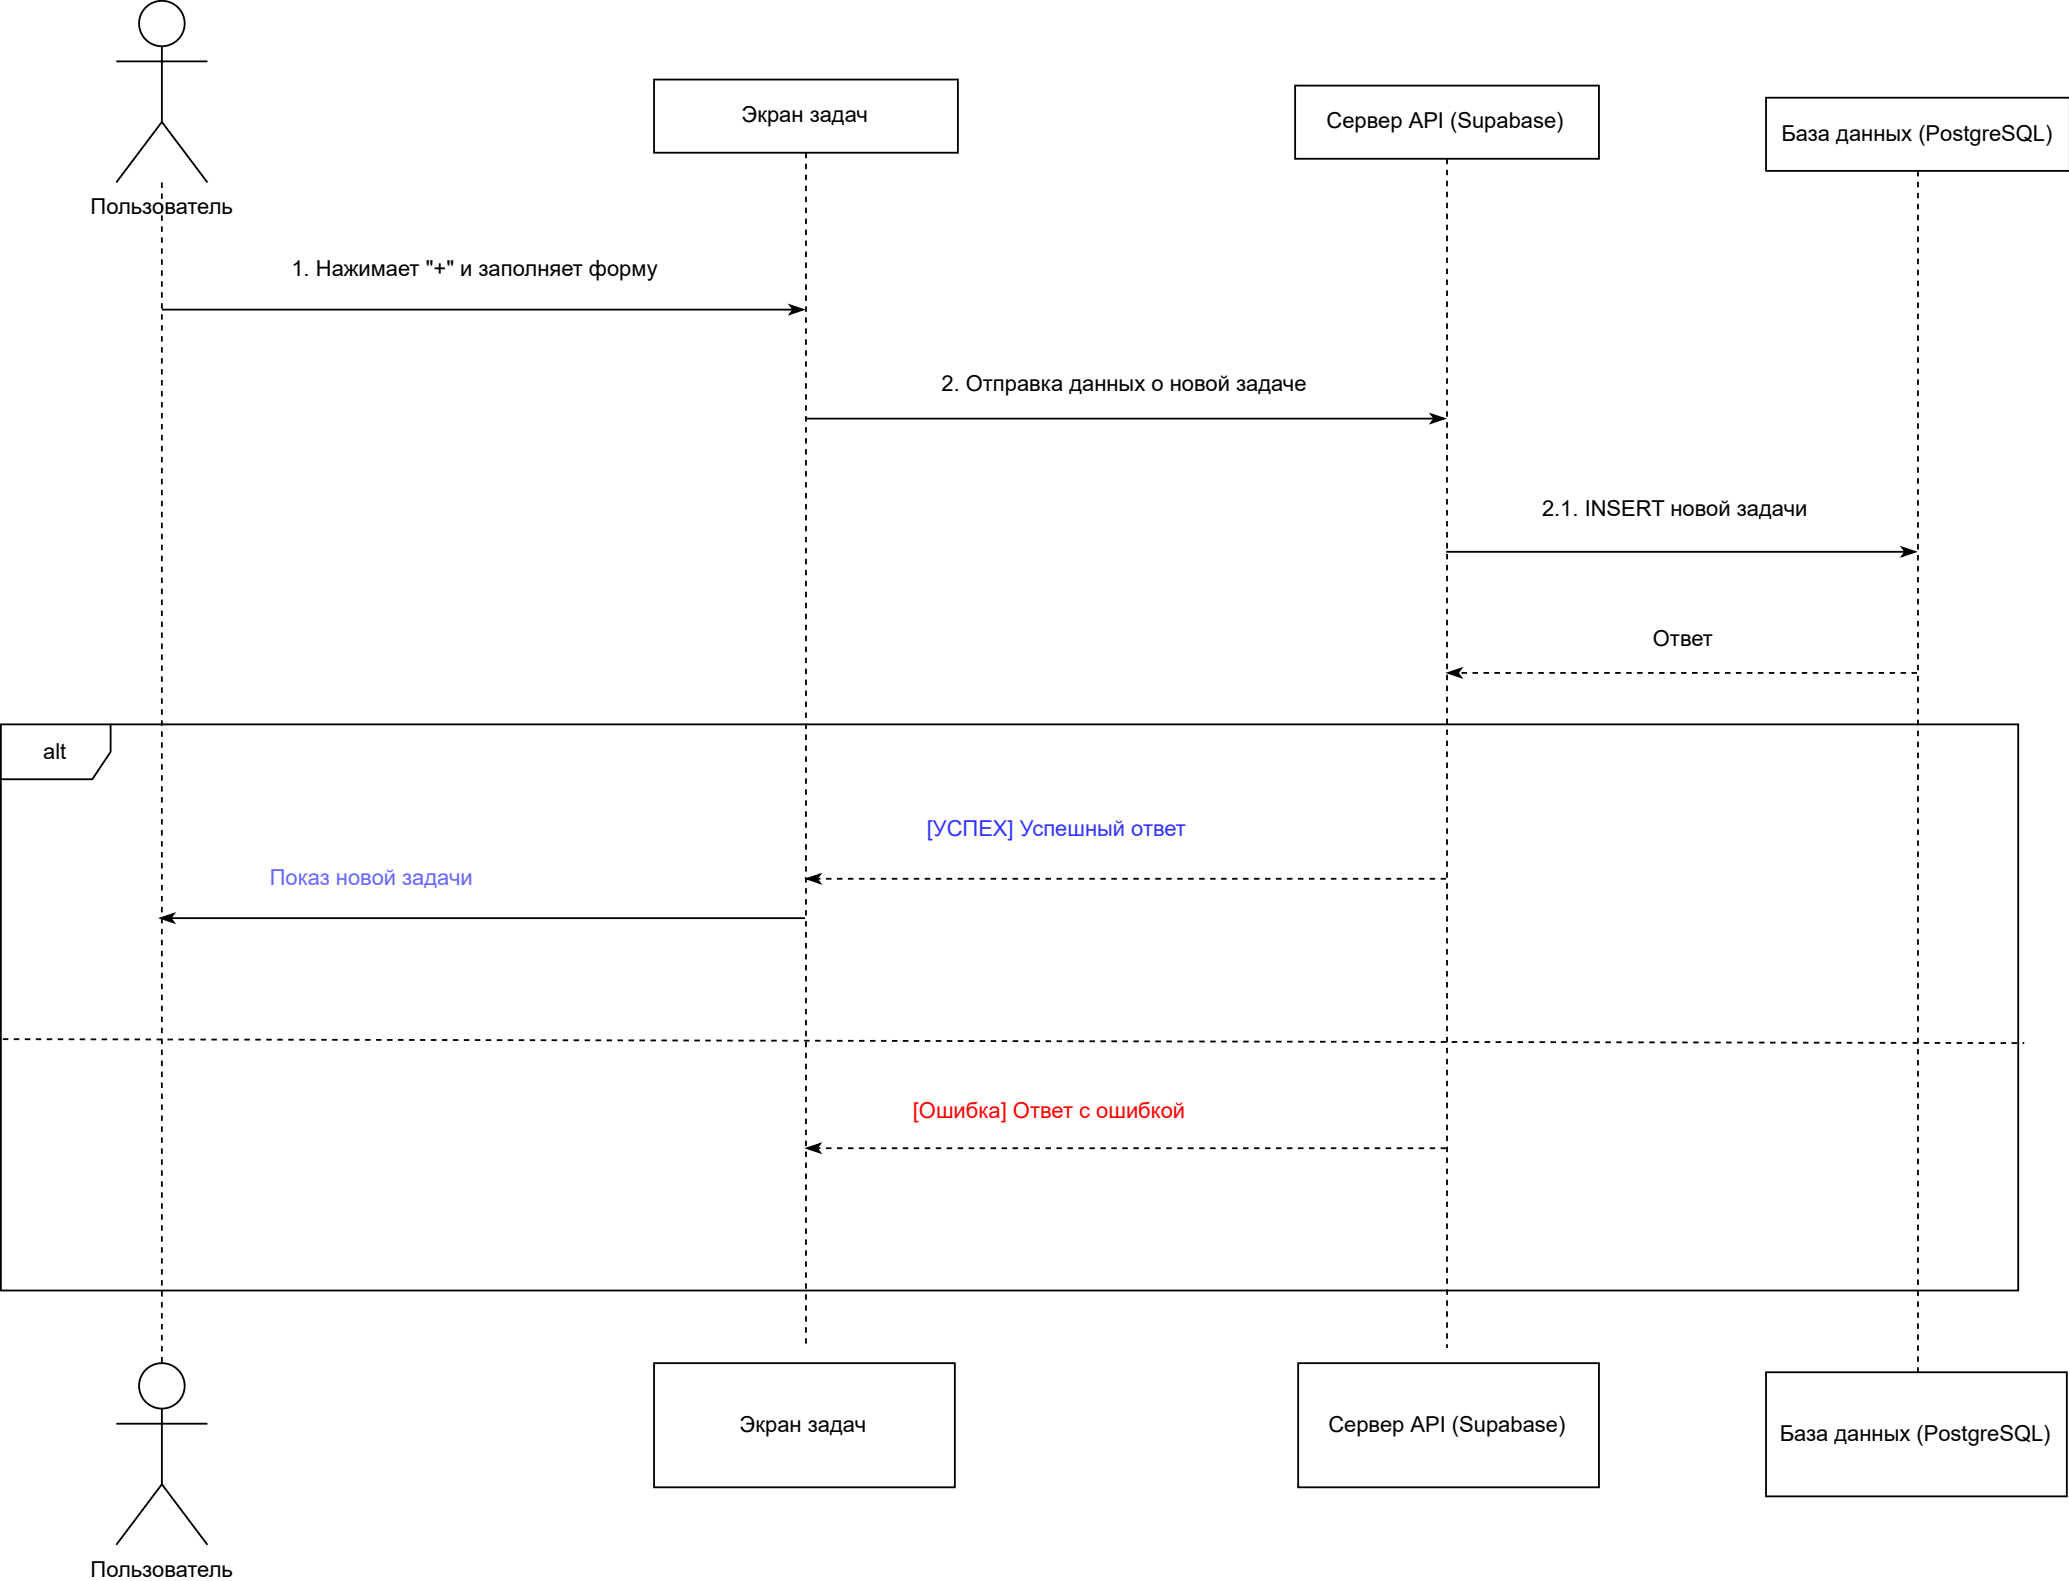 Экран задач
Сервер API (Supabase)
База данных (PostgreSQL)
Пользователь
1. Нажимает "+" и заполняет форму
2. Отправка данных о новой задаче
2.1. INSERT новой задачи
Ответ
alt
[УСПЕХ] Успешный ответ
Показ новой задачи
[Ошибка] Ответ с ошибкой
Экран задач
Сервер API (Supabase)
База данных (PostgreSQL)
Пользователь